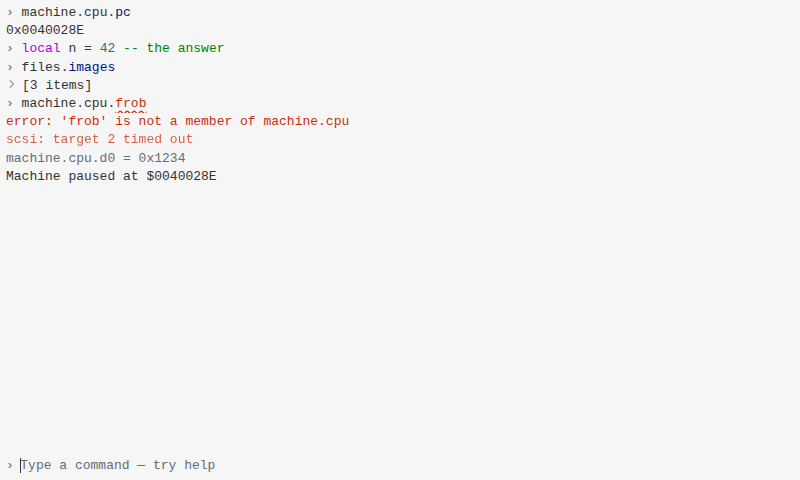 › machine.cpu.pc
0x0040028E
› local n = 42 -- the answer
› files.images
› [3 items]
› machine.cpu.frob
error: 'frob' is not a member of machine.cpu
scsi: target 2 timed out
machine.cpu.d0 = 0x1234
Machine paused at $0040028E
› Type a command — try help